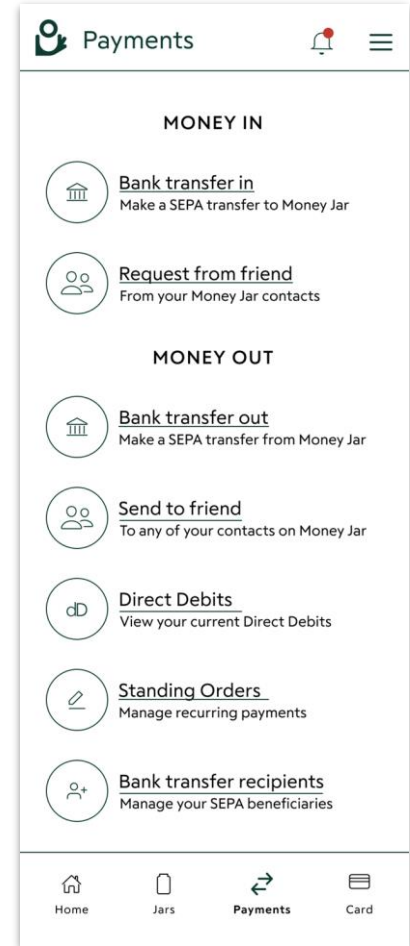 Payments
MONEY IN
Bank transfer in
Make a SEPA transfer to Money Jar
Request from friend
From your Money Jar contacts
MONEY OUT
Bank transfer out
Make a SEPA transfer from Money Jar
Send to friend
To any of your contacts on Money Jar
dD
Direct Debits
View your current Direct Debits
Standing Orders
Manage recurring payments
Bank transfer recipients
Manage your SEPA beneficiaries
Home Jars Payments Card